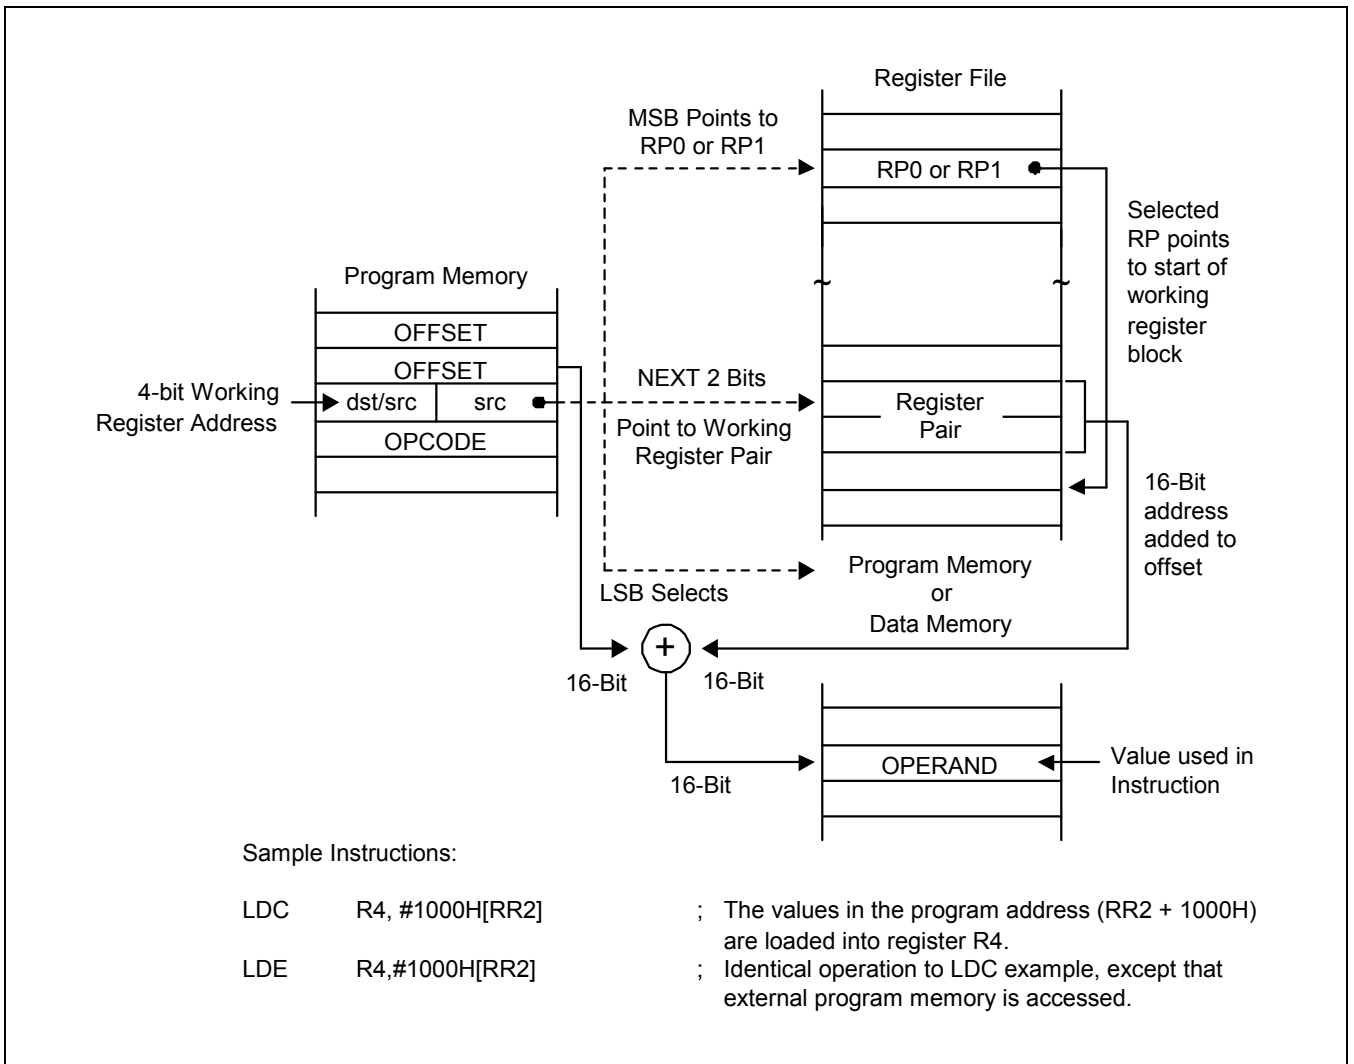 Register File
MSB Points to
RP0 or RP1
RP0 or RP1
Selected
RP points
to start of
working
register
block
Program Memory
OFFSET
OFFSET
4-bit Working
Register Address
dst/src
src
OPCODE
NEXT 2 Bits
Point to Working
Register Pair
Register
Pair
16-Bit
address
added to
offset
LSB Selects
Program Memory
or
Data Memory
+
16-Bit
16-Bit
16-Bit
OPERAND
Value used in
Instruction
Sample Instructions:
LDC R4, #1000H[RR2] ; The values in the program address (RR2 + 1000H)
are loaded into register R4.
LDE R4,#1000H[RR2] ; Identical operation to LDC example, except that
external program memory is accessed.